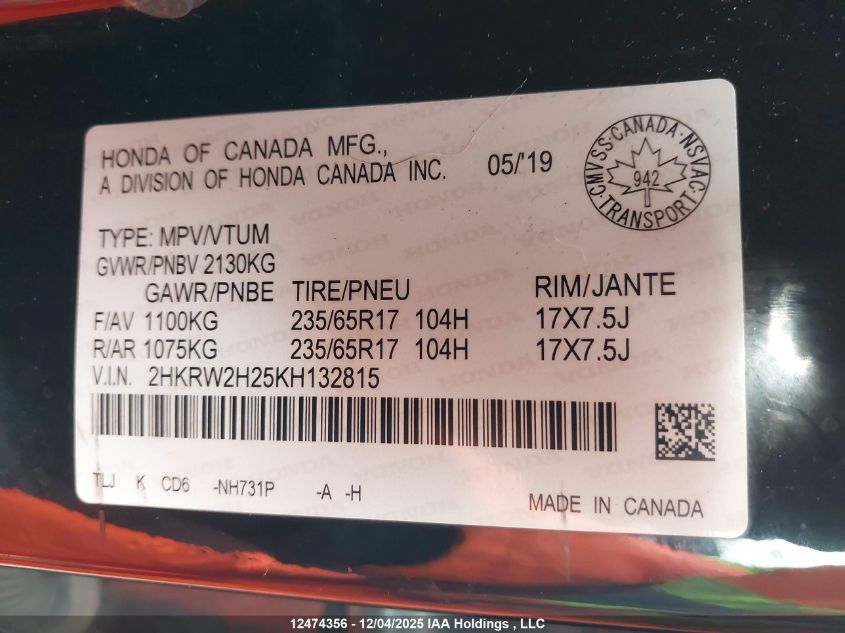 HONDA OF CANADA MFG.,
A DIVISION OF HONDA CANADA INC. 05/'19
CMVSS·CANADA·NSVAC·TRANSPORT·
942
TYPE: MPV/VTUM
GVWR/PNBV 2130KG
GAWR/PNBE TIRE/PNEU RIM/JANTE
F/AV 1100KG 235/65R17 104H 17X7.5J
R/AR 1075KG 235/65R17 104H 17X7.5J
V.I.N. 2HKRW2H25KH132815
TLJ K CD6 -NH731P -A -H
MADE IN CANADA
12474356 - 12/04/2025 IAA Holdings , LLC